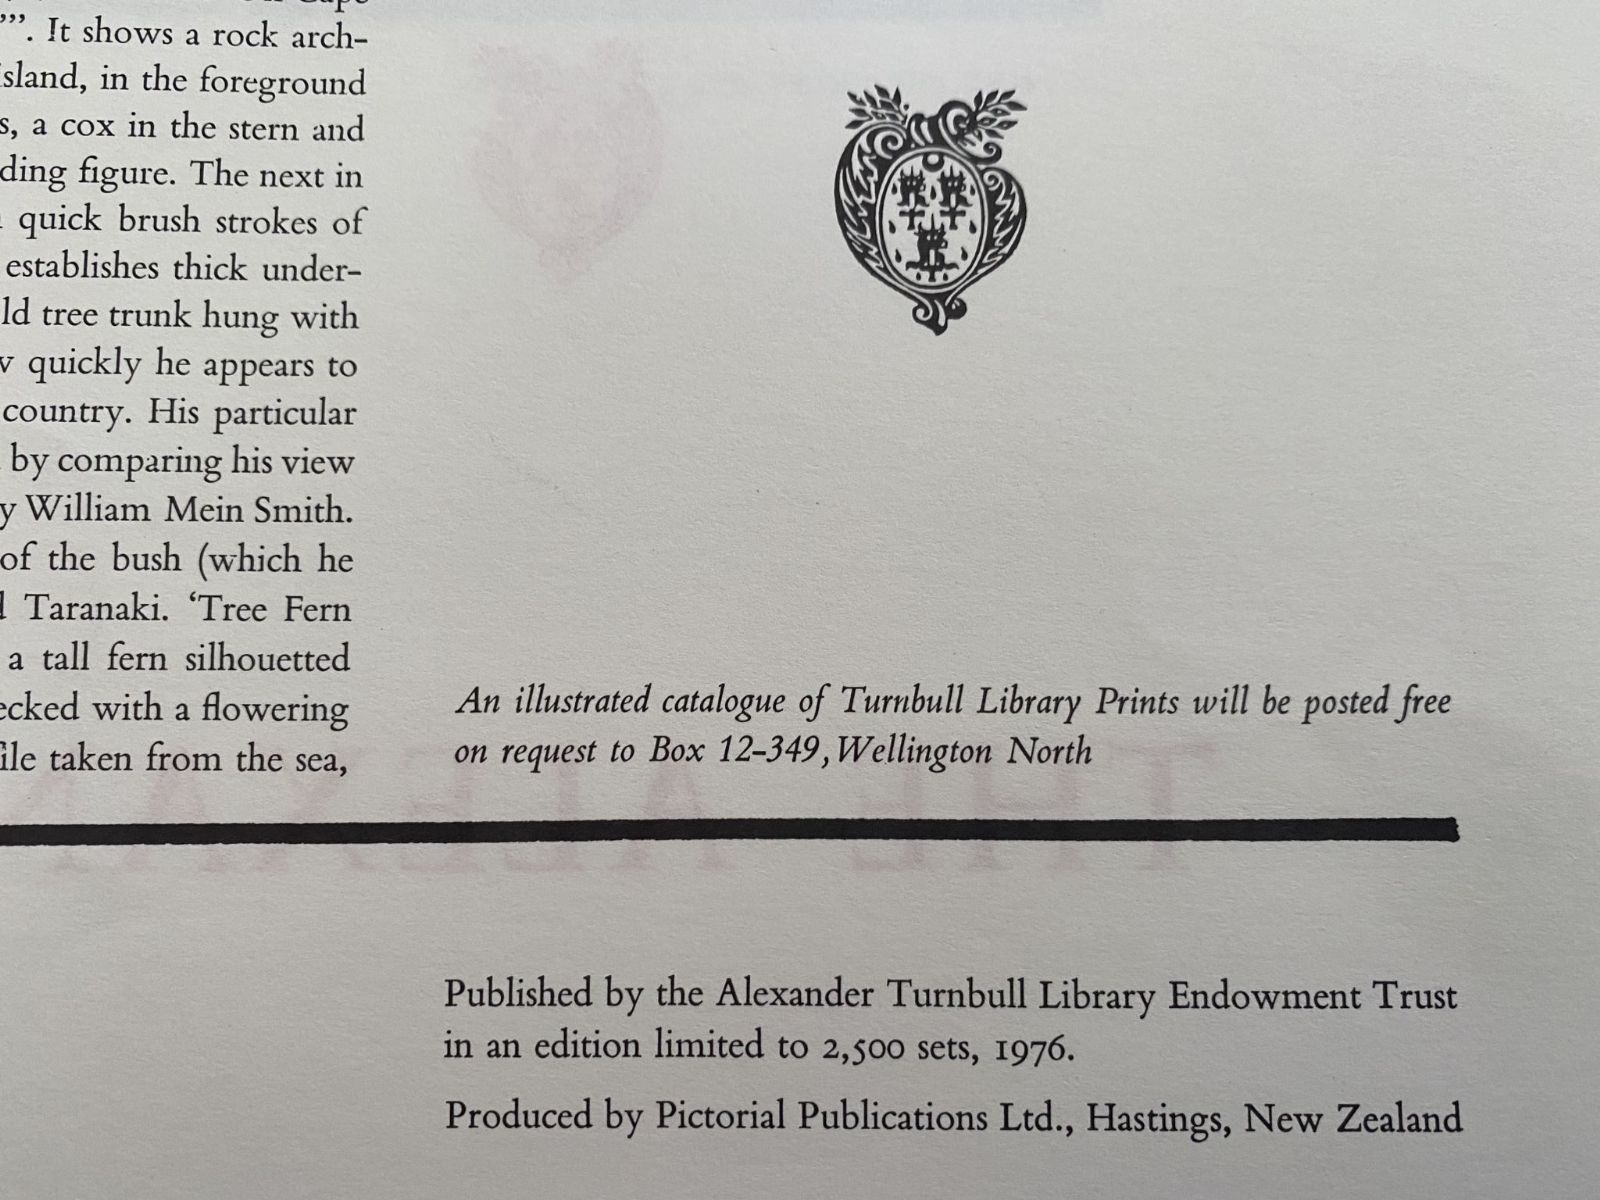 '". It shows a rock arch-
island, in the foreground
s, a cox in the stern and
ding figure. The next in
quick brush strokes of
establishes thick under-
ld tree trunk hung with
quickly he appears to
country. His particular
by comparing his view
y William Mein Smith.
of the bush (which he
Taranaki. 'Tree Fern
a tall fern silhouetted
ecked with a flowering
ile taken from the sea,
An illustrated catalogue of Turnbull Library Prints will be posted free
on request to Box 12-349, Wellington North
Published by the Alexander Turnbull Library Endowment Trust
in an edition limited to 2,500 sets, 1976.
Produced by Pictorial Publications Ltd., Hastings, New Zealand